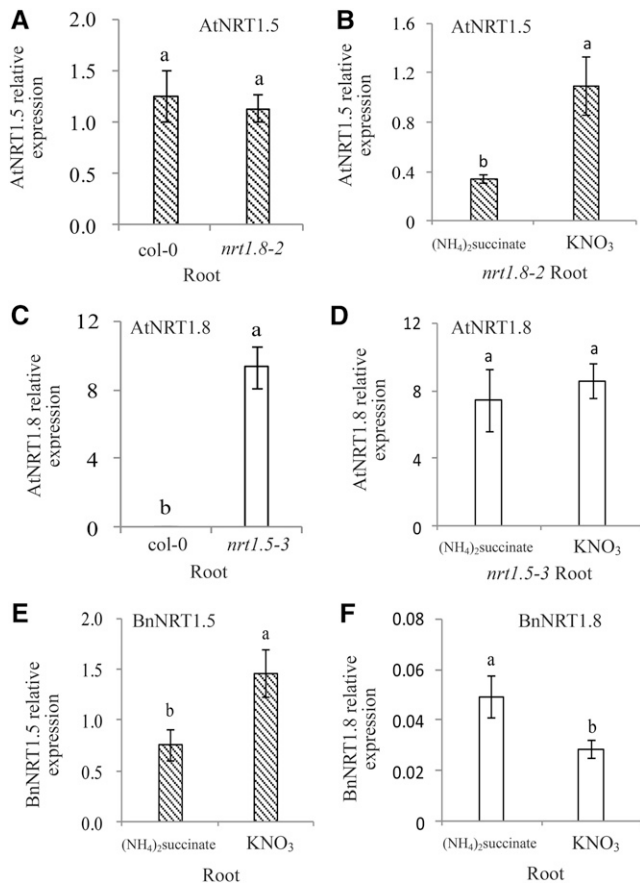 A
AtNRT1.5
AtNRT1.5 relative
expression
2.0
1.5
1.0
0.5
0.0
a
a
col-0
nrt1.8-2
Root
B
AtNRT1.5
AtNRT1.5 relative
expression
1.6
1.2
0.8
0.4
0
b
a
(NH₄)₂succinate
KNO₃
nrt1.8-2 Root
C
AtNRT1.8
AtNRT1.8 relative
expression
12
8
4
0
b
a
col-0
nrt1.5-3
Root
D
AtNRT1.8
AtNRT1.8 relative
expression
12
8
4
0
a
a
(NH₄)₂succinate
KNO₃
nrt1.5-3 Root
E
BnNRT1.5
BnNRT1.5 relative
expression
2.0
1.5
1.0
0.5
0.0
b
a
(NH₄)₂succinate
KNO₃
Root
F
BnNRT1.8
BnNRT1.8 relative
expression
0.08
0.06
0.04
0.02
0
a
b
(NH₄)₂succinate
KNO₃
Root